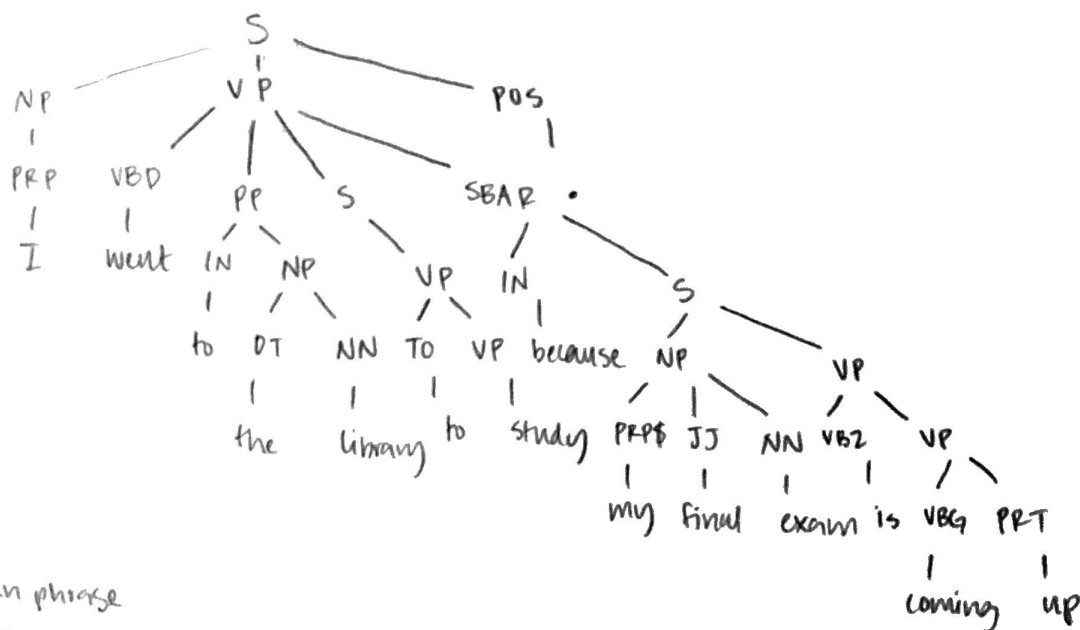 S
NP VP POS
PRP VBD PP S SBAR .
I went IN NP VP IN S
to DT NN TO VP because NP VP
the library to study PRP$ JJ NN VBZ VP
my final exam is VBG PRT
coming up
phrase